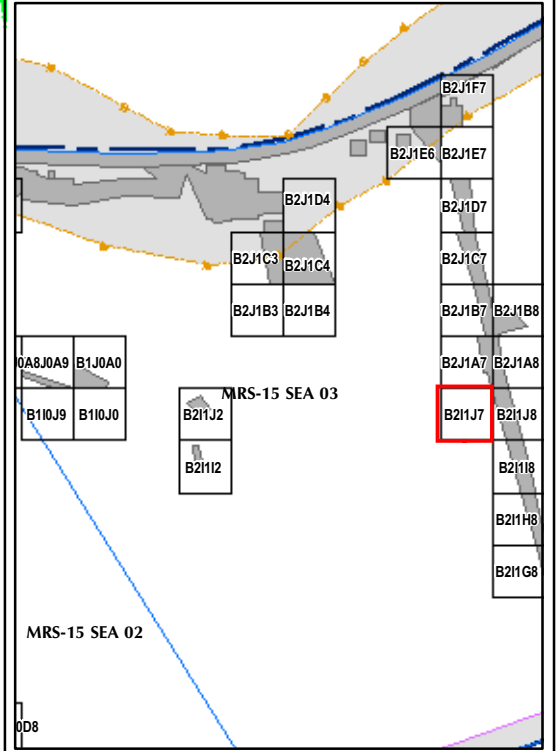 B2J1F7
B2J1E6 B2J1E7
B2J1D4 B2J1D7
B2J1C3 B2J1C4 B2J1C7
B2J1B3 B2J1B4 B2J1B7 B2J1B8
J0A8J0A9 B1J0A0 B2J1A7 B2J1A8
MRS-15 SEA 03
B1I0J9 B1I0J0 B2I1J2 B2I1J7 B2I1J8
B2I1I2 B2I1I8
B2I1H8
B2I1G8
MRS-15 SEA 02
0D8